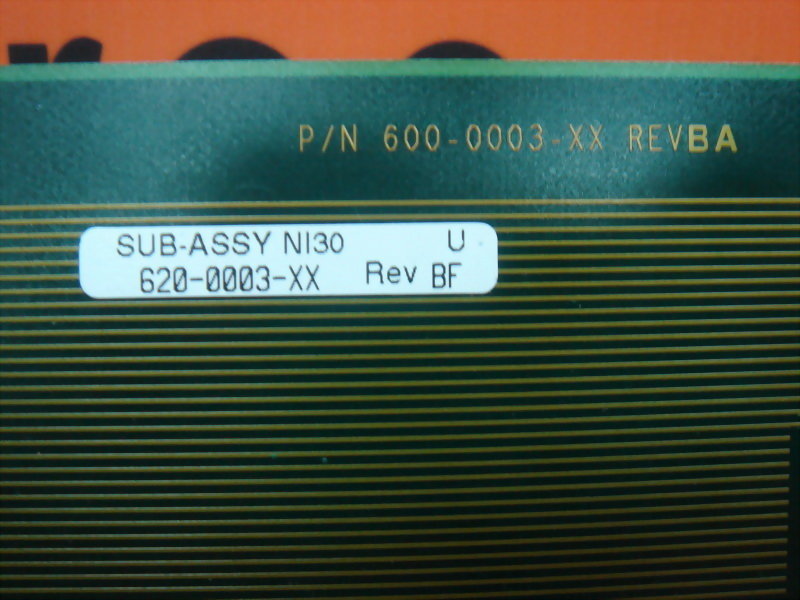 P/N 600-0003-XX REVBA
SUB-ASSY NI30 U
620-0003-XX Rev BF